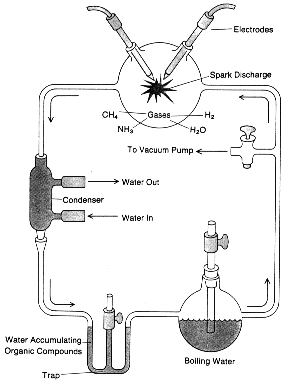 Electrodes
Spark Discharge
CH₄ Gases H₂
NH₃ H₂O
To Vacuum Pump
Water Out
Condenser
Water In
Water Accumulating
Organic Compounds
Trap
Boiling Water